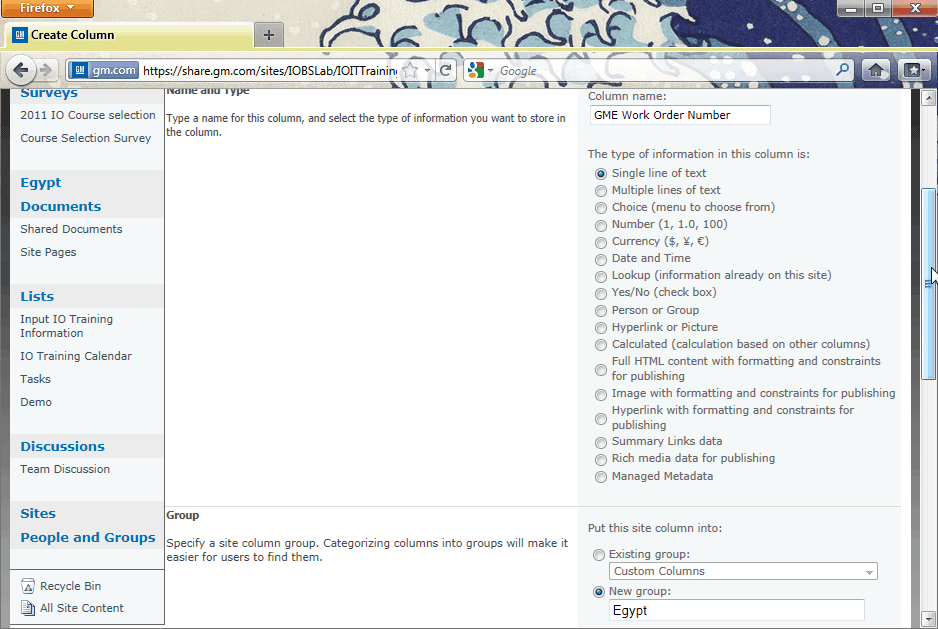 Firefox
GM Create Column
GM gm.com https://share.gm.com/sites/IOBSLab/IOITTraining Google
Surveys
2011 IO Course selection
Course Selection Survey
Egypt
Documents
Shared Documents
Site Pages
Lists
Input IO Training
Information
IO Training Calendar
Tasks
Demo
Discussions
Team Discussion
Sites
People and Groups
Recycle Bin
All Site Content
Name and Type
Type a name for this column, and select the type of information you want to store in
the column.
Column name:
GME Work Order Number
The type of information in this column is:
Single line of text
Multiple lines of text
Choice (menu to choose from)
Number (1, 1.0, 100)
Currency ($, ¥, €)
Date and Time
Lookup (information already on this site)
Yes/No (check box)
Person or Group
Hyperlink or Picture
Calculated (calculation based on other columns)
Full HTML content with formatting and constraints
for publishing
Image with formatting and constraints for publishing
Hyperlink with formatting and constraints for
publishing
Summary Links data
Rich media data for publishing
Managed Metadata
Group
Specify a site column group. Categorizing columns into groups will make it
easier for users to find them.
Put this site column into:
Existing group:
Custom Columns
New group:
Egypt